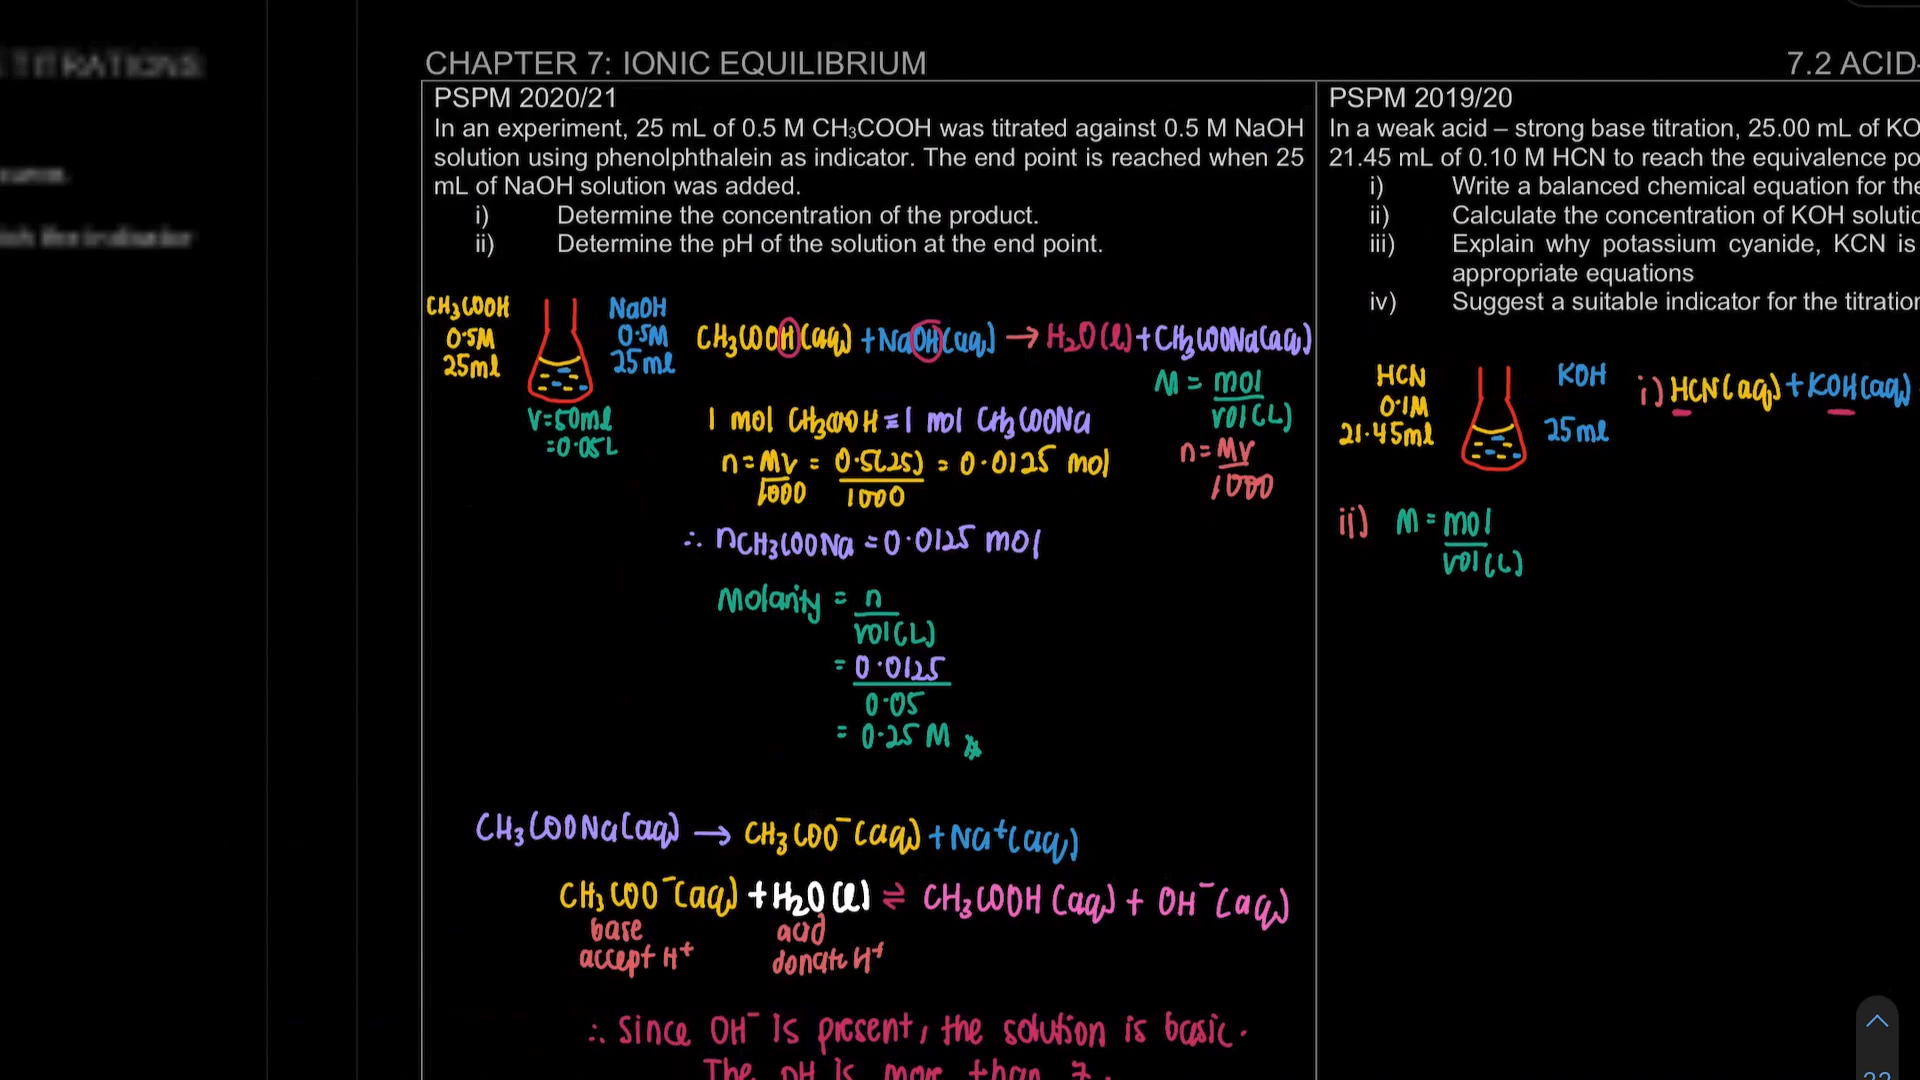 TITRATIONS
CHAPTER 7: IONIC EQUILIBRIUM
7.2 ACID-
PSPM 2020/21
In an experiment, 25 mL of 0.5 M CH₃COOH was titrated against 0.5 M NaOH
solution using phenolphthalein as indicator. The end point is reached when 25
mL of NaOH solution was added.
i) Determine the concentration of the product.
ii) Determine the pH of the solution at the end point.
CH₃COOH
0.5M
25ml
NaOH
0.5M
25ml
V=50ml
=0.05L
CH₃COOH(aq) + NaOH(aq) → H₂O(l) + CH₃COONa(aq)
M = mol
vol(L)
n = MV
1000
1 mol CH₃COOH ≡ 1 mol CH₃COONa
n = MV = 0.5(25) = 0.0125 mol
1000 1000
∴ nCH₃COONa = 0.0125 mol
Molarity = n
vol(L)
= 0.0125
0.05
= 0.25 M
CH₃COONa(aq) → CH₃COO⁻(aq) + Na⁺(aq)
CH₃COO⁻(aq) + H₂O(l) ⇌ CH₃COOH(aq) + OH⁻(aq)
base acid
accept H⁺ donate H⁺
∴ since OH⁻ is present, the solution is basic.
The pH is more than 7.
PSPM 2019/20
In a weak acid – strong base titration, 25.00 mL of KO
21.45 mL of 0.10 M HCN to reach the equivalence po
i) Write a balanced chemical equation for the
ii) Calculate the concentration of KOH solutio
iii) Explain why potassium cyanide, KCN is
appropriate equations
iv) Suggest a suitable indicator for the titration
HCN
0.1M
21.45ml
KOH
25ml
i) HCN(aq) + KOH(aq)
ii) M = mol
vol(L)